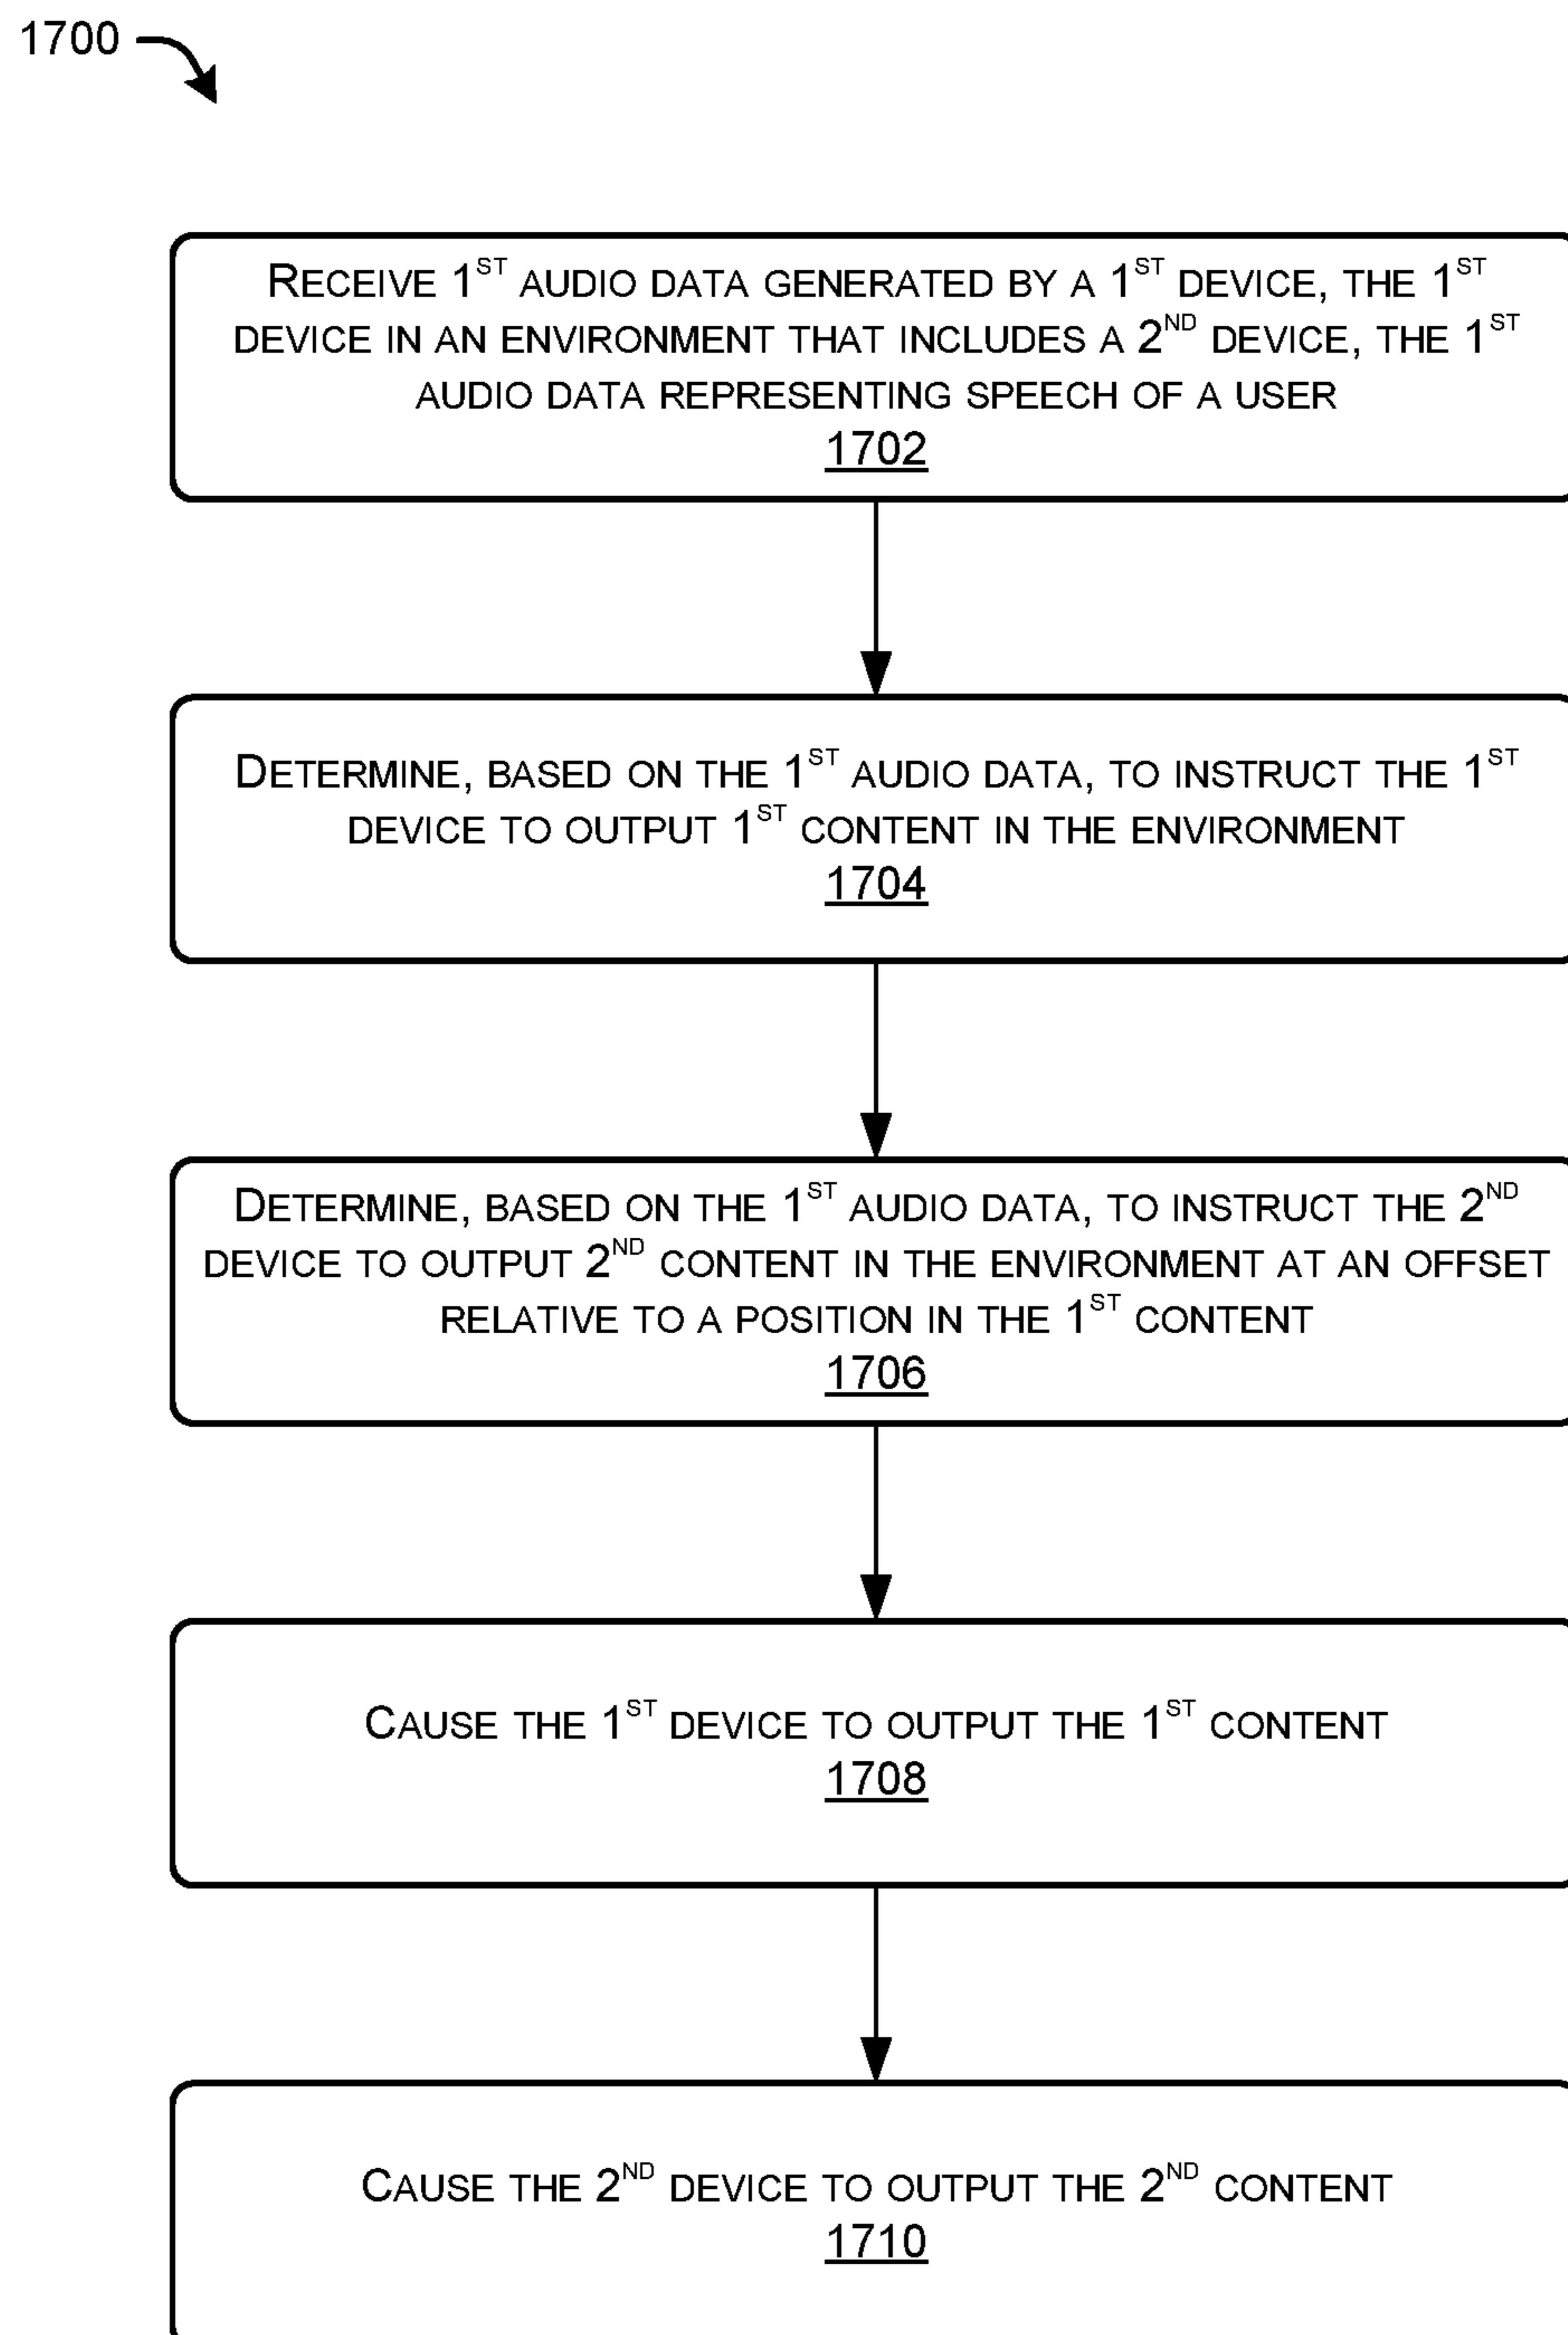 1700
RECEIVE 1ST AUDIO DATA GENERATED BY A 1ST DEVICE, THE 1ST
DEVICE IN AN ENVIRONMENT THAT INCLUDES A 2ND DEVICE, THE 1ST
AUDIO DATA REPRESENTING SPEECH OF A USER
1702
DETERMINE, BASED ON THE 1ST AUDIO DATA, TO INSTRUCT THE 1ST
DEVICE TO OUTPUT 1ST CONTENT IN THE ENVIRONMENT
1704
DETERMINE, BASED ON THE 1ST AUDIO DATA, TO INSTRUCT THE 2ND
DEVICE TO OUTPUT 2ND CONTENT IN THE ENVIRONMENT AT AN OFFSET
RELATIVE TO A POSITION IN THE 1ST CONTENT
1706
CAUSE THE 1ST DEVICE TO OUTPUT THE 1ST CONTENT
1708
CAUSE THE 2ND DEVICE TO OUTPUT THE 2ND CONTENT
1710